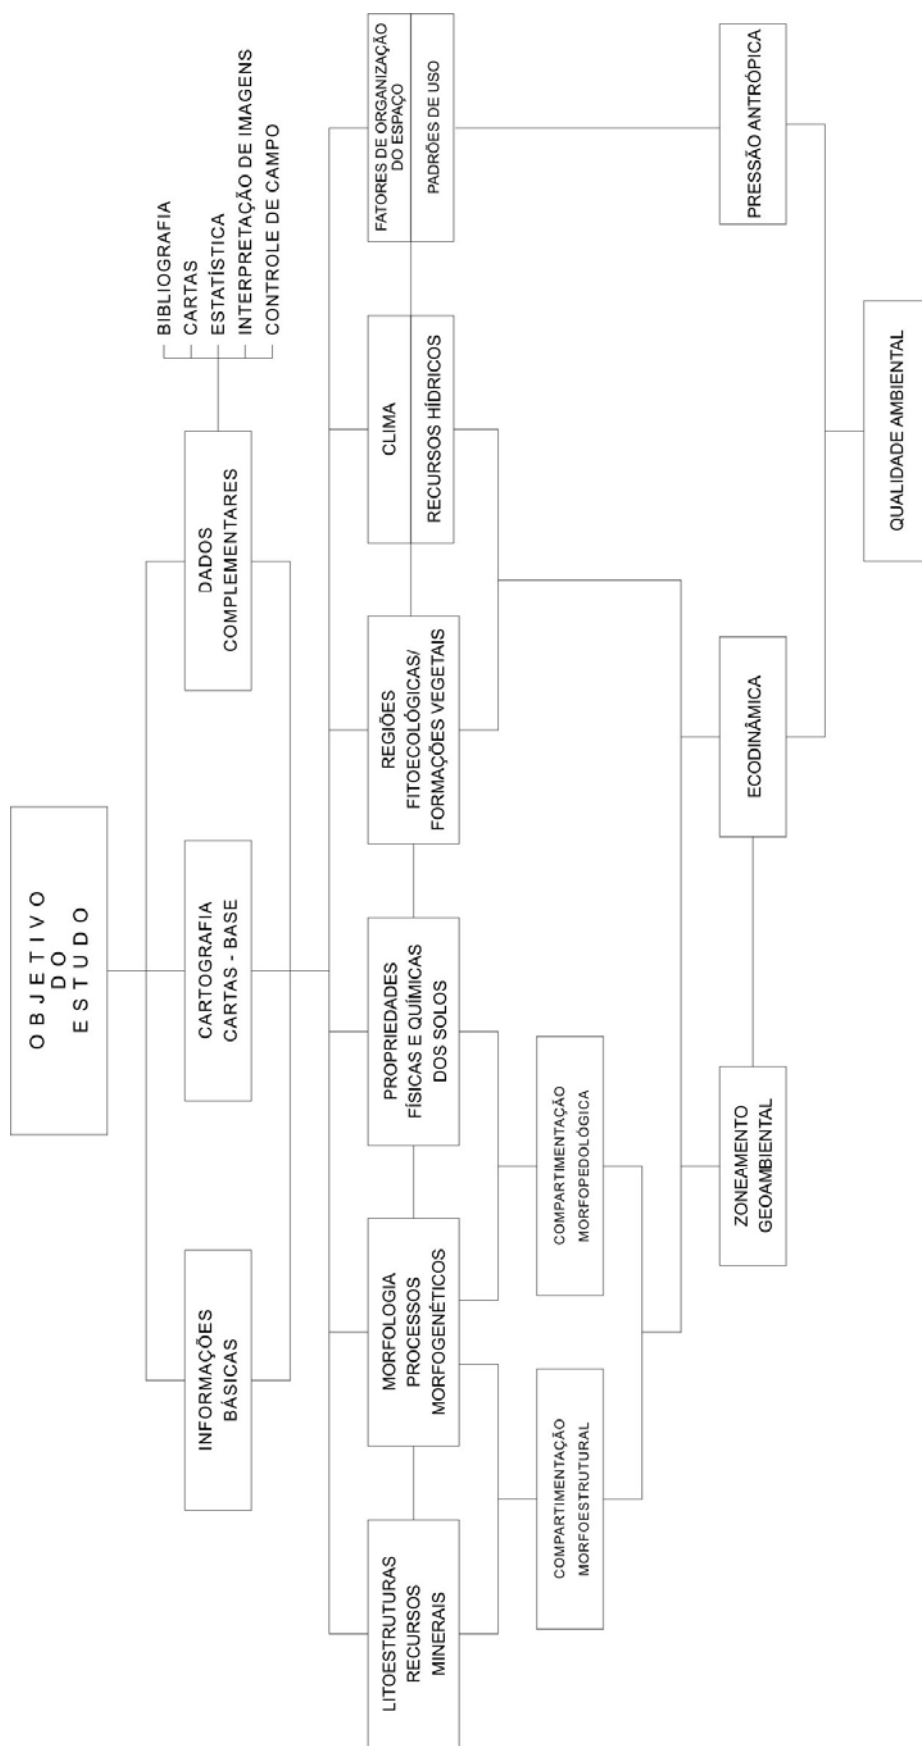 OBJETIVO
DO
ESTUDO
INFORMAÇÕES
BÁSICAS
CARTOGRAFIA
CARTAS - BASE
DADOS
COMPLEMENTARES
BIBLIOGRAFIA
CARTAS
ESTATÍSTICA
INTERPRETAÇÃO DE IMAGENS
CONTROLE DE CAMPO
LITOESTRUTURAS
RECURSOS
MINERAIS
MORFOLOGIA
PROCESSOS
MORFOGENÉTICOS
PROPRIEDADES
FÍSICAS E QUÍMICAS
DOS SOLOS
REGIÕES
FITOECOLÓGICAS/
FORMAÇÕES VEGETAIS
CLIMA
RECURSOS HÍDRICOS
FATORES DE ORGANIZAÇÃO
DO ESPAÇO
PADRÕES DE USO
COMPARTIMENTAÇÃO
MORFOESTRUTURAL
COMPARTIMENTAÇÃO
MORFOPEDOLÓGICA
ZONEAMENTO
GEOAMBIENTAL
ECODINÂMICA
PRESSÃO ANTRÓPICA
QUALIDADE AMBIENTAL